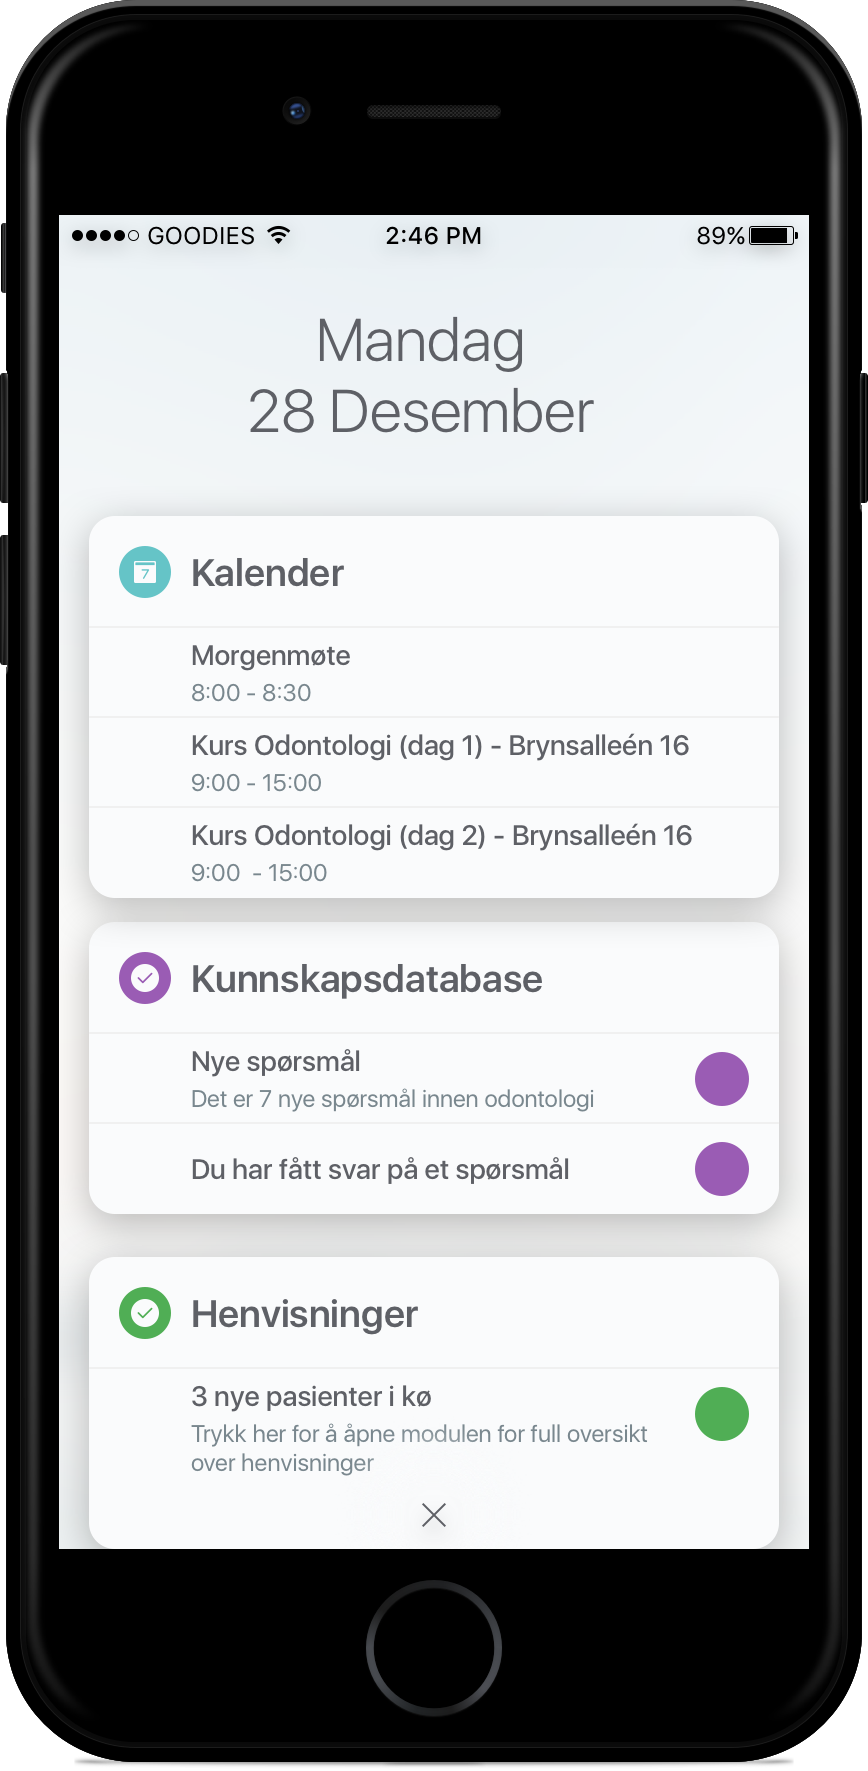 GOODIES 2:46 PM 89%
Mandag
28 Desember
7 Kalender
Morgenmøte
8:00 - 8:30
Kurs Odontologi (dag 1) - Brynsalleén 16
9:00 - 15:00
Kurs Odontologi (dag 2) - Brynsalleén 16
9:00  - 15:00
Kunnskapsdatabase
Nye spørsmål
Det er 7 nye spørsmål innen odontologi
Du har fått svar på et spørsmål
Henvisninger
3 nye pasienter i kø
Trykk her for å åpne modulen for full oversikt
over henvisninger